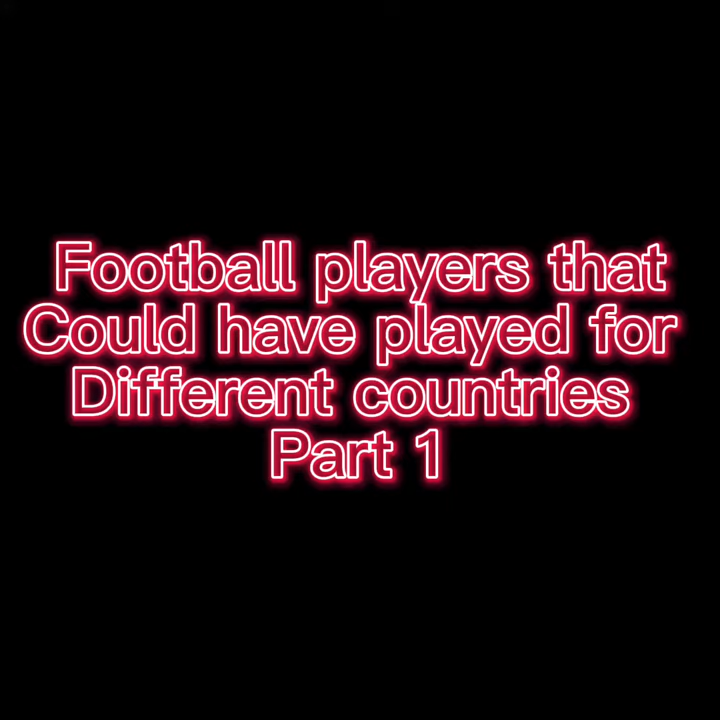 Football players that
Could have played for
Different countries
Part 1